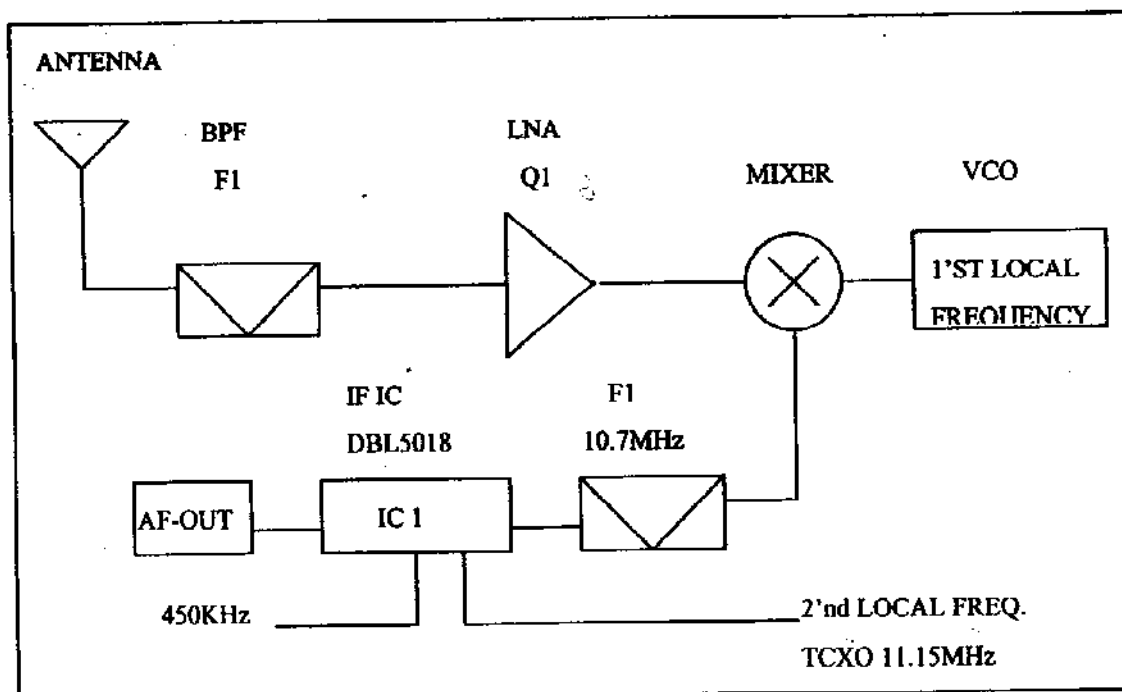 ANTENNA
BPF
F1
LNA
Q1
MIXER
VCO
1'ST LOCAL
FREQUENCY
IF IC
DBL5018
F1
10.7MHz
AF-OUT
IC 1
450KHz
2'nd LOCAL FREQ.
TCXO 11.15MHz